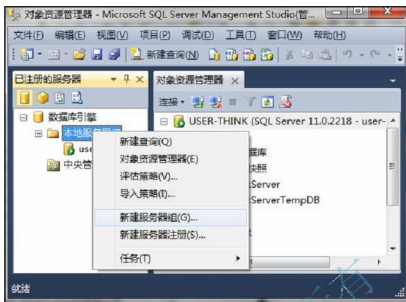 对象资源管理器 - Microsoft SQL Server Management Studio(管...
文件(F) 编辑(E) 视图(V) 项目(P) 调试(D) 工具(T) 窗口(W) 帮助(H)
新建查询(N)
已注册的服务器
对象资源管理器
连接
数据库引擎
本地服务器组
use
中央管
USER-THINK (SQL Server 11.0.2218 - user-
据库
快照
Server
ServerTempDB
新建查询(Q)
对象资源管理器(E)
评估策略(V)...
导入策略(I)...
新建服务器组(G)...
新建服务器注册(S)...
任务(T)
就绪